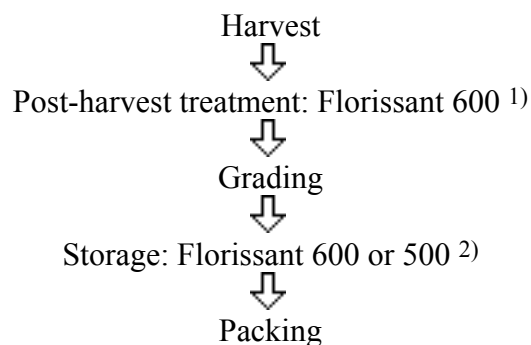 Harvest
Post-harvest treatment: Florissant 600 1)
Grading
Storage: Florissant 600 or 500 2)
Packing